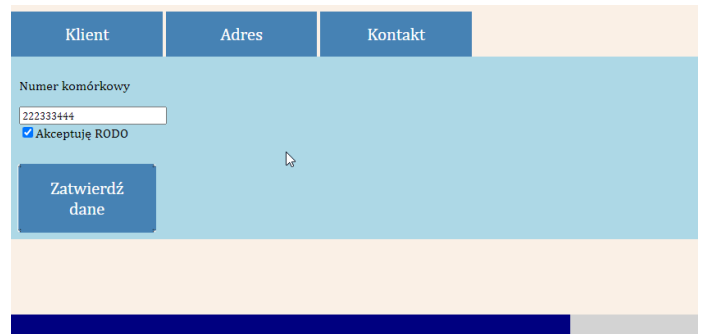 Klient Adres Kontakt
Numer komórkowy
222333444
Akceptuję RODO
Zatwierdź
dane